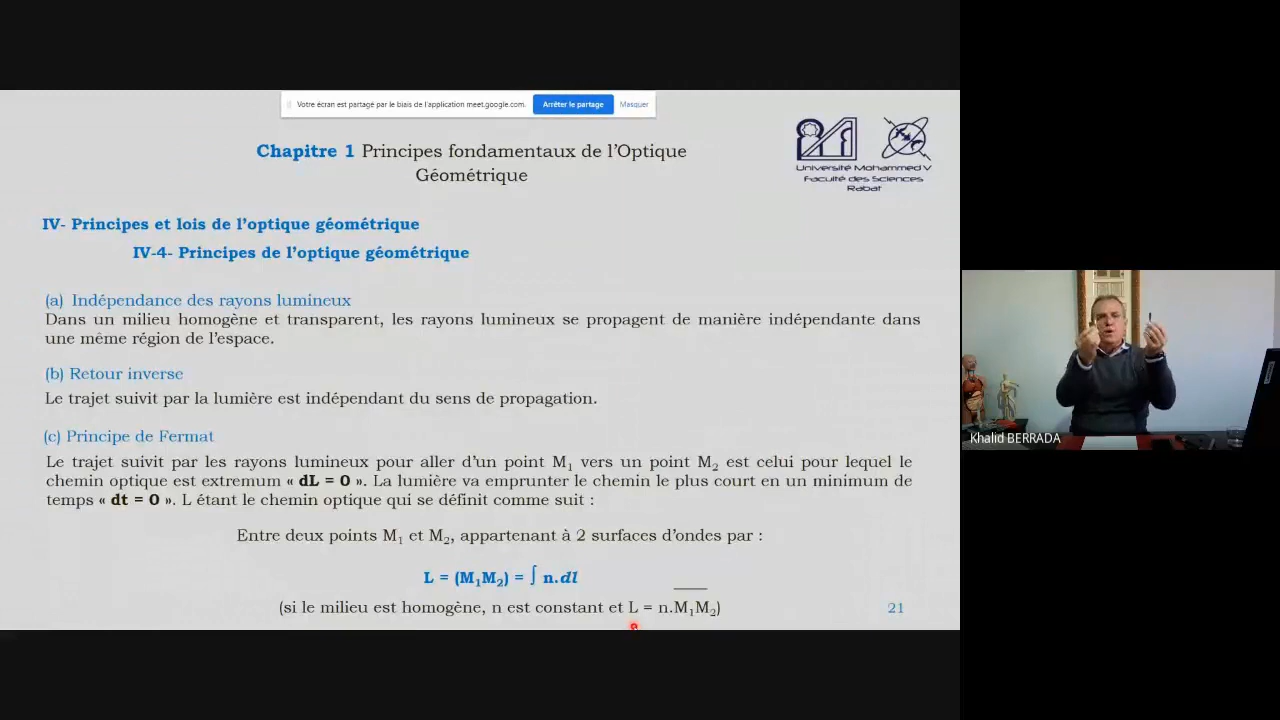 Votre écran est partagé par le biais de l'application meet.google.com. Arrêter le partage Masquer
Chapitre 1 Principes fondamentaux de l'Optique
Géométrique
Université Mohammed V
Faculté des Sciences
Rabat
IV- Principes et lois de l'optique géométrique
IV-4- Principes de l'optique géométrique
(a) Indépendance des rayons lumineux
Dans un milieu homogène et transparent, les rayons lumineux se propagent de manière indépendante dans
une même région de l'espace.
(b) Retour inverse
Le trajet suivit par la lumière est indépendant du sens de propagation.
(c) Principe de Fermat
Le trajet suivit par les rayons lumineux pour aller d'un point M₁ vers un point M₂ est celui pour lequel le
chemin optique est extremum « dL = 0 ». La lumière va emprunter le chemin le plus court en un minimum de
temps « dt = 0 ». L étant le chemin optique qui se définit comme suit :
Entre deux points M₁ et M₂, appartenant à 2 surfaces d'ondes par :
L = (M₁M₂) = ∫ n.dl
(si le milieu est homogène, n est constant et L = n.M₁M₂)
21
Khalid BERRADA